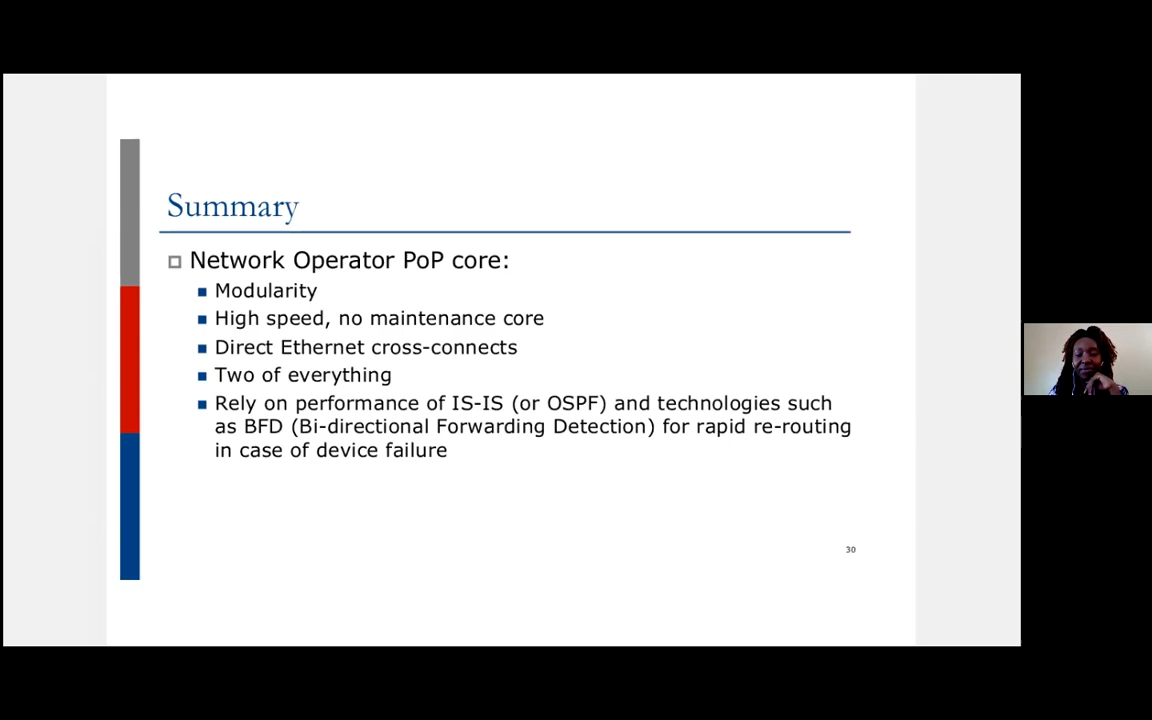 Summary
Network Operator PoP core:
Modularity
High speed, no maintenance core
Direct Ethernet cross-connects
Two of everything
Rely on performance of IS-IS (or OSPF) and technologies such
as BFD (Bi-directional Forwarding Detection) for rapid re-routing
in case of device failure
30